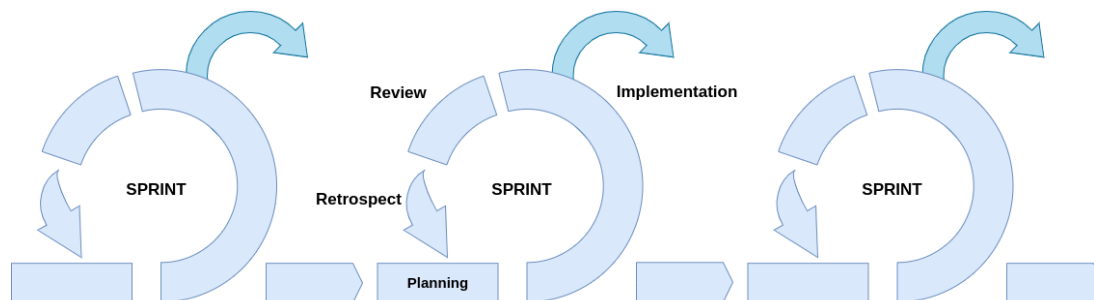 Review
Implementation
SPRINT
Retrospect
SPRINT
SPRINT
Planning